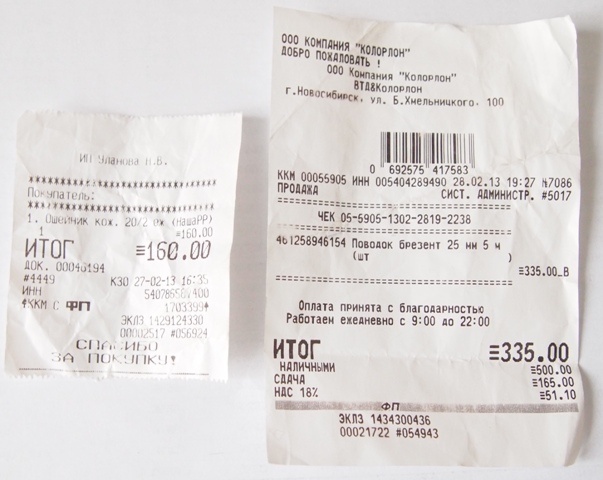 ИП Уланова Н.В.
************************
Покупатель:
************************
1. Ошейник кож. 20/2 вж (нашаРР)
1 ≡160.00
ИТОГ ≡160.00
ДОК. 00046194
#4449 К30 27-02-13 16:35
ИНН
ФККМ с ФП 1703399
ЭКЛЗ 1429124330
00002517 #056924
СПАСИБО
ЗА ПОКУПКУ!
ООО КОМПАНИЯ "КОЛОРЛОН"
ДОБРО ПОЖАЛОВАТЬ !
ООО Компания "Колорлон"
ВТД&Колорлон
г.Новосибирск, ул. Б.Хмельницкого, 100
0 692575 417583
ККМ 00055905 ИНН 005404289490 28.02.13 19:27 №7086
ПРОДАЖА СИСТ. АДМИНИСТР. #5017
ЧЕК 05-5905-1302-2819-2238
461258946154 Поводок брезент 25 мм 5 м
(шт )
≡335.00_В
Оплата принята с благодарностью
Работаем ежедневно с 9:00 до 22:00
ИТОГ ≡335.00
НАЛИЧНЫМИ ≡500.00
СДАЧА ≡165.00
НДС 18% ≡51.10
ФП
ЭКЛЗ 1434300436
00021722 #054943